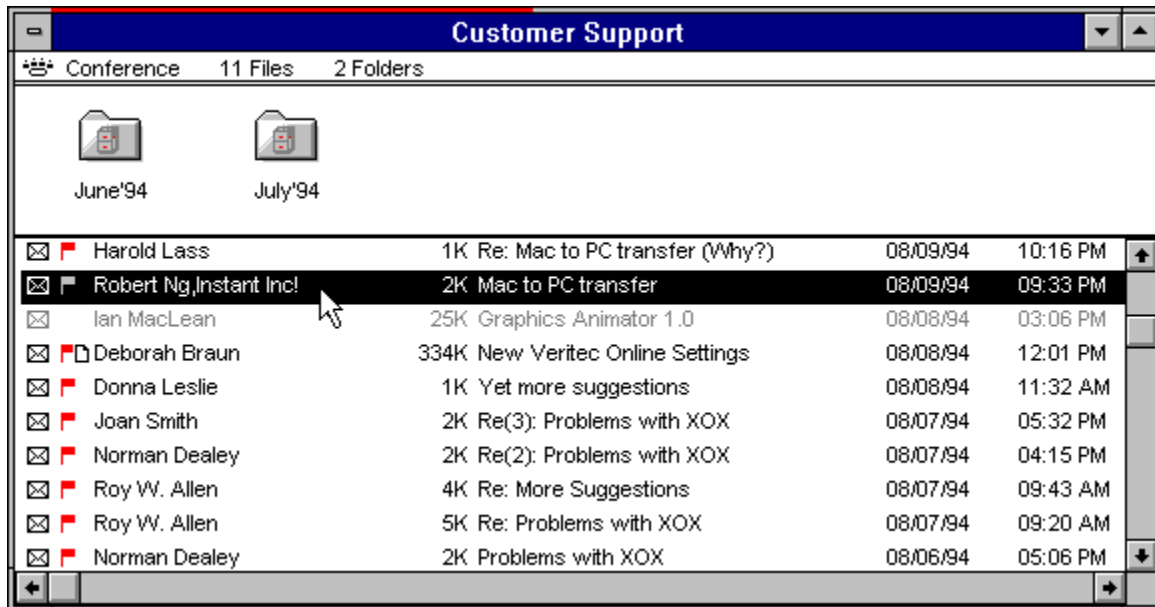 Customer Support
Conference 11 Files 2 Folders
June'94 July'94
Harold Lass 1K Re: Mac to PC transfer (Why?) 08/09/94 10:16 PM
Robert Ng,Instant Inc! 2K Mac to PC transfer 08/09/94 09:33 PM
Ian MacLean 25K Graphics Animator 1.0 08/08/94 03:06 PM
Deborah Braun 334K New Veritec Online Settings 08/08/94 12:01 PM
Donna Leslie 1K Yet more suggestions 08/08/94 11:32 AM
Joan Smith 2K Re(3): Problems with XOX 08/07/94 05:32 PM
Norman Dealey 2K Re(2): Problems with XOX 08/07/94 04:15 PM
Roy W. Allen 4K Re: More Suggestions 08/07/94 09:43 AM
Roy W. Allen 5K Re: Problems with XOX 08/07/94 09:20 AM
Norman Dealey 2K Problems with XOX 08/06/94 05:06 PM